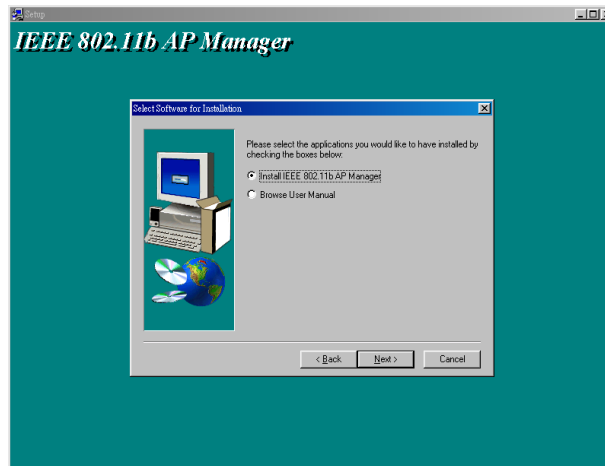 Setup
IEEE 802.11b AP Manager
Select Software for Installation
Please select the applications you would like to have installed by
checking the boxes below:
Install IEEE 802.11b AP Manager
Browse User Manual
< Back
Next >
Cancel